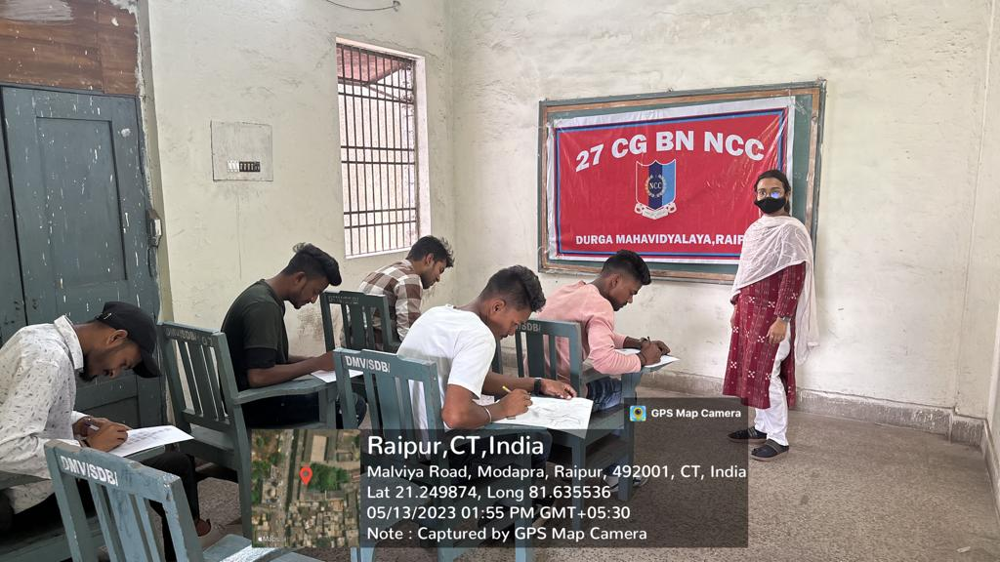 27 CG BN NCC
NCC
DURGA MAHAVIDYALAYA,RAIP
DMV/SDB/
DMV/SDB/
DMV/SDB/
DMV/SDB/
GPS Map Camera
Raipur,CT,India
Malviya Road, Modapra, Raipur, 492001, CT, India
Lat 21.249874, Long 81.635536
05/13/2023 01:55 PM GMT+05:30
Note : Captured by GPS Map Camera
Maps